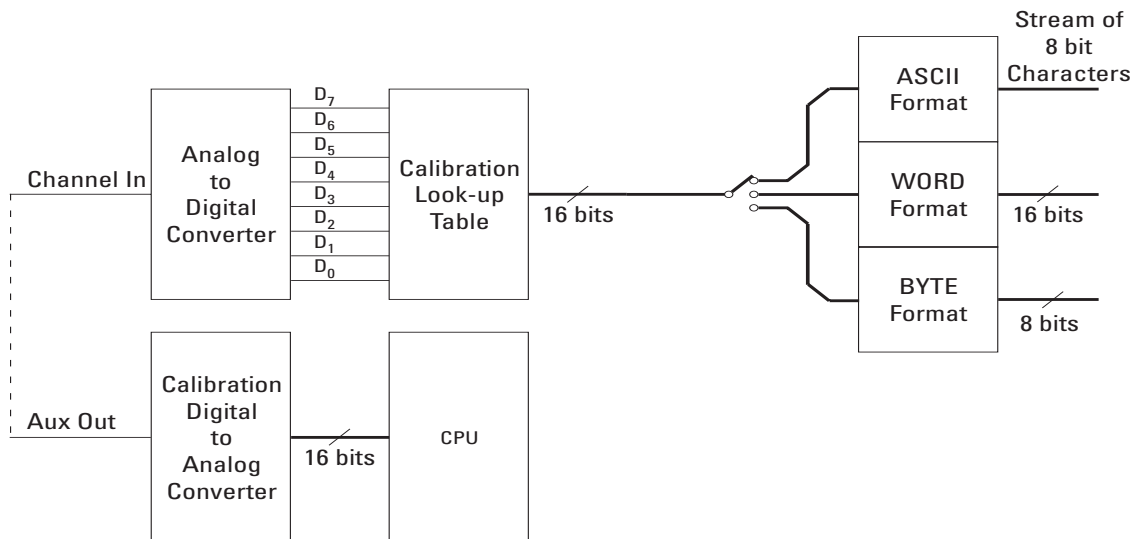 Stream of
8 bit
Characters
ASCII
Format
D7
D6
D5
D4
D3
D2
D1
D0
Channel In
Analog
to
Digital
Converter
Calibration
Look-up
Table
16 bits
WORD
Format
16 bits
BYTE
Format
8 bits
Aux Out
Calibration
Digital
to
Analog
Converter
16 bits
CPU